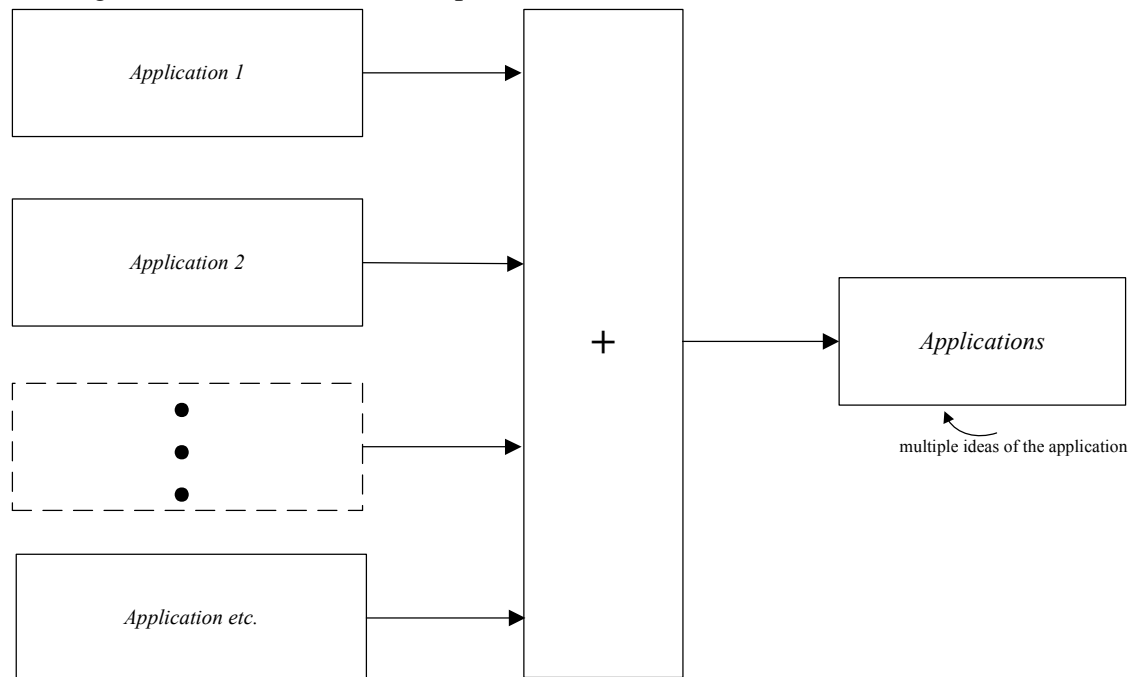 Application 1
Application 2
+
Applications
multiple ideas of the application
Application etc.